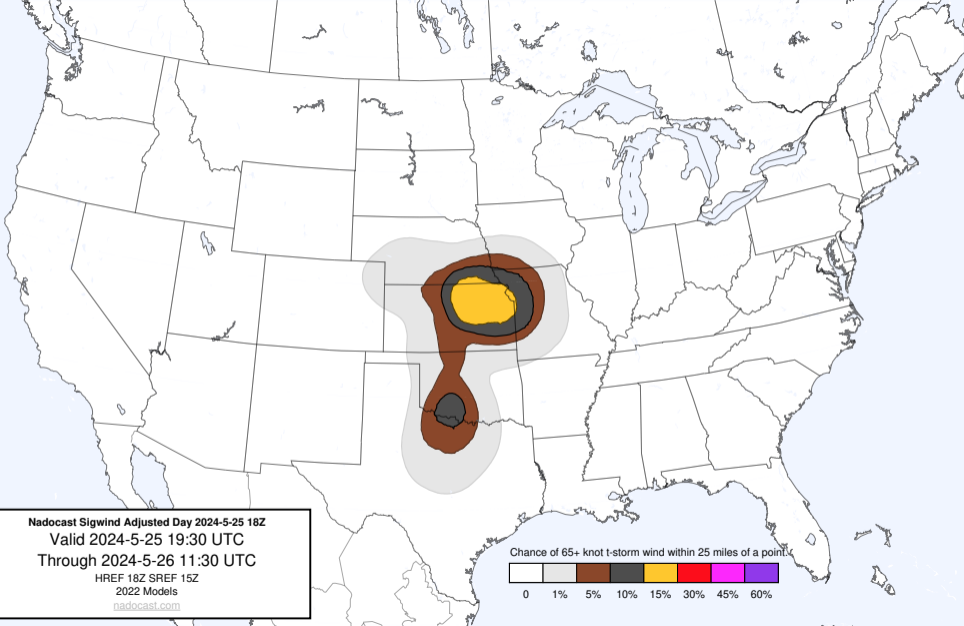 Nadocast Sigwind Adjusted Day 2024-5-25 18Z
Valid 2024-5-25 19:30 UTC
Through 2024-5-26 11:30 UTC
HREF 18Z SREF 15Z
2022 Models
nadocast.com
Chance of 65+ knot t-storm wind within 25 miles of a point.
0 1% 5% 10% 15% 30% 45% 60%